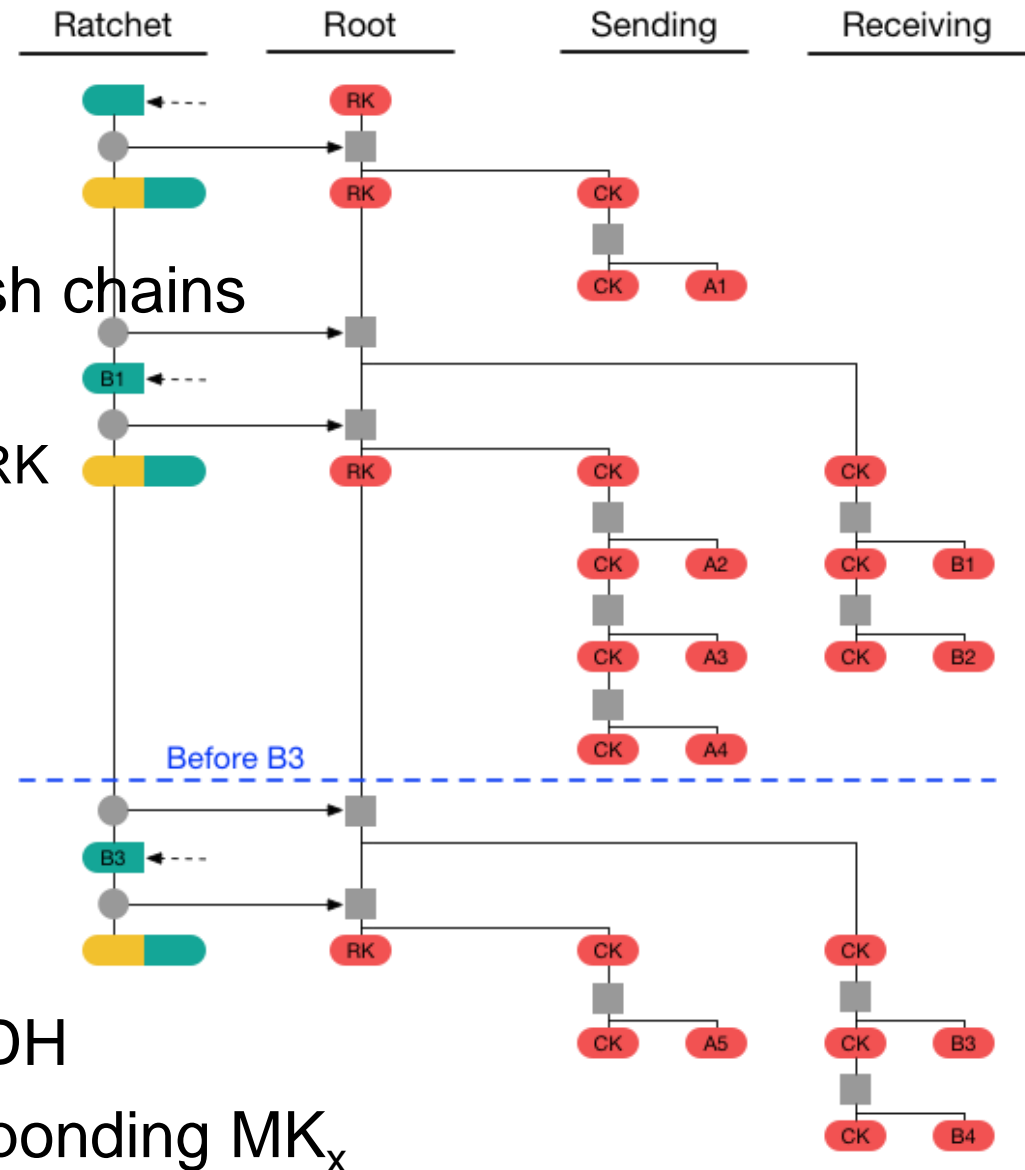 Ratchet Root Sending Receiving
RK
RK CK
CK A1
sh chains
B1
RK
RK CK CK
CK A2 CK B1
CK A3 CK B2
CK A4
Before B3
B3
RK CK CK
DH
CK A5 CK B3
ponding MKx
CK B4